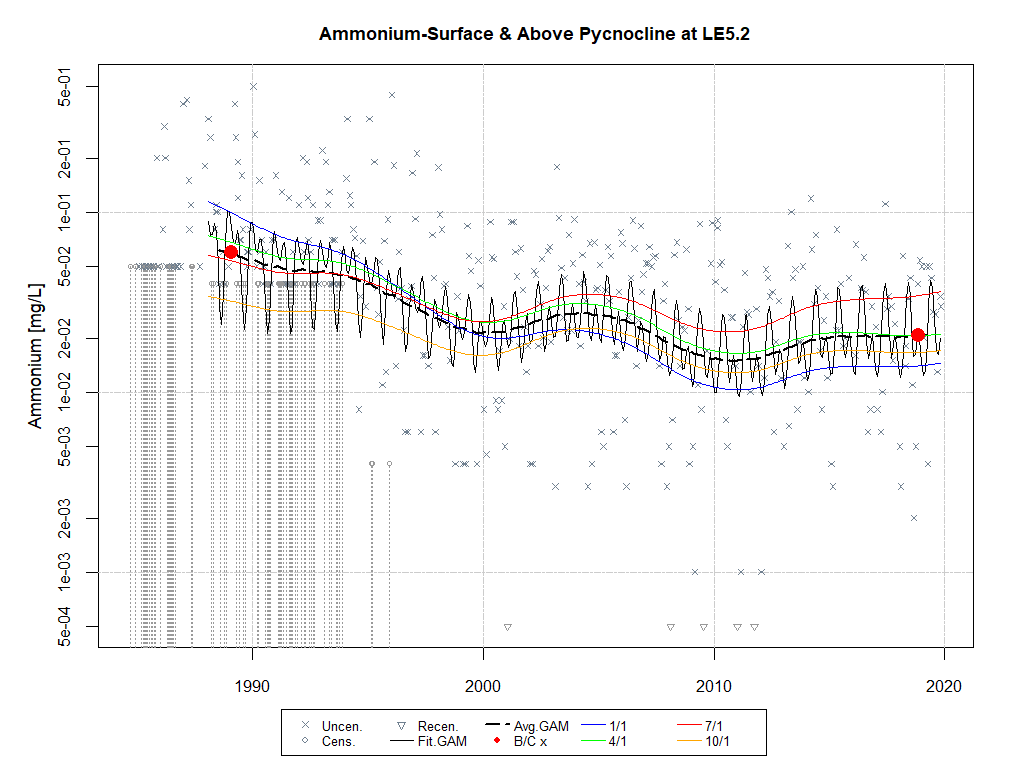 Ammonium-Surface & Above Pycnocline at LE5.2
Ammonium [mg/L]
5e-01
2e-01
1e-01
5e-02
2e-02
1e-02
5e-03
2e-03
1e-03
5e-04
1990 2000 2010 2020
Uncen. Recen. Avg.GAM 1/1 7/1
Cens. Fit.GAM B/C x 4/1 10/1